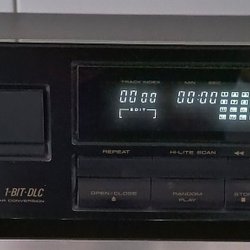 TRACK INDEX MIN SEC
00 00 00:00
EDIT
REPEAT HI-LITE SCAN ◀◀
1-BIT·DLC
CONVERSION
OPEN/CLOSE RANDOM PLAY STOP